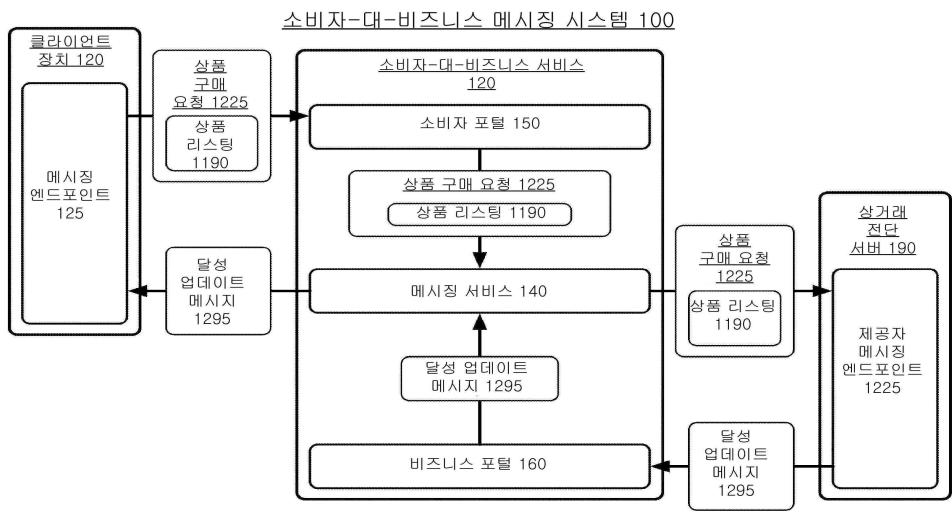 소비자-대-비즈니스 메시징 시스템 100
클라이언트
장치 120
메시징
엔드포인트
125
상품
구매
요청 1225
상품
리스팅
1190
달성
업데이트
메시지
1295
소비자-대-비즈니스 서비스
120
소비자 포털 150
상품 구매 요청 1225
상품 리스팅 1190
메시징 서비스 140
달성 업데이트
메시지 1295
비즈니스 포털 160
상품
구매 요청
1225
상품 리스팅
1190
달성
업데이트
메시지
1295
상거래
전단
서버 190
제공자
메시징
엔드포인트
1225